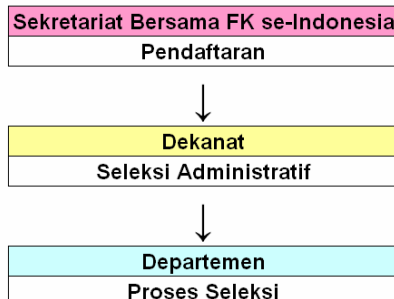 Sekretariat Bersama FK se-Indonesia
Pendaftaran
Dekanat
Seleksi Administratif
Departemen
Proses Seleksi